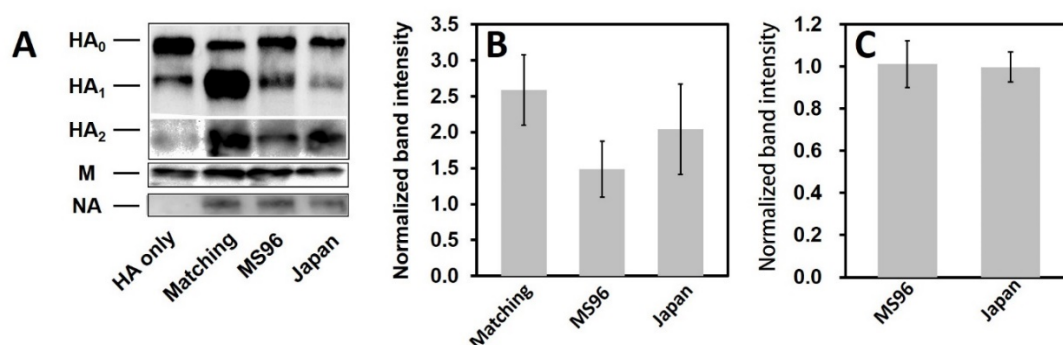 A
HA₀
HA₁
HA₂
M
NA
HA only
Matching
MS96
Japan
B
Normalized band intensity
3.5
3.0
2.5
2.0
1.5
1.0
0.5
0.0
Matching
MS96
Japan
C
Normalized band intensity
1.2
1.0
0.8
0.6
0.4
0.2
0.0
MS96
Japan